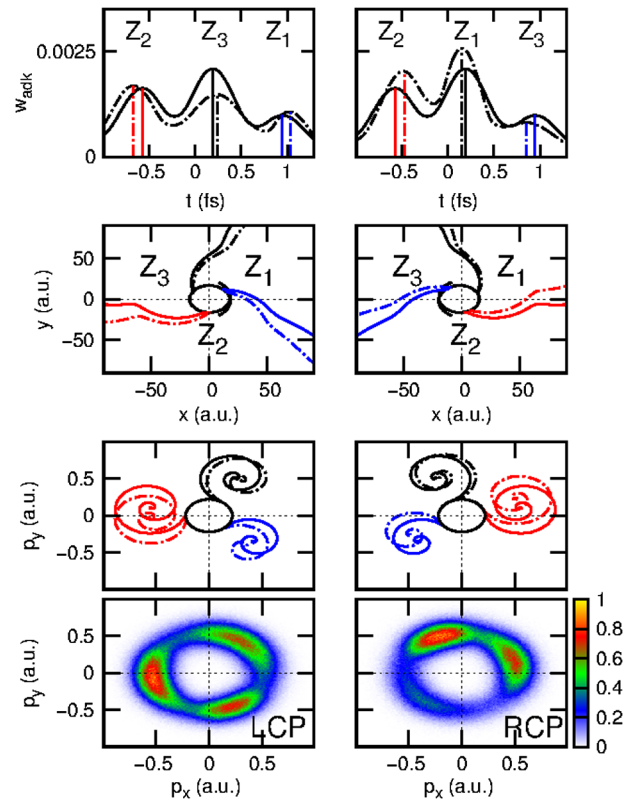 Z2 Z3 Z1
Z2 Z1 Z3
0.0025
0
w_adk
-0.5 0 0.5 1
-0.5 0 0.5 1
t (fs)
t (fs)
Z3 Z1
Z2
Z3 Z1
Z2
50
0
−50
y (a.u.)
−50 0 50
−50 0 50
x (a.u.)
x (a.u.)
0.5
0
-0.5
p_y (a.u.)
0.5
0
-0.5
p_y (a.u.)
LCP
RCP
1
0.8
0.6
0.4
0.2
0
-0.5 0 0.5
-0.5 0 0.5
p_x (a.u.)
p_x (a.u.)